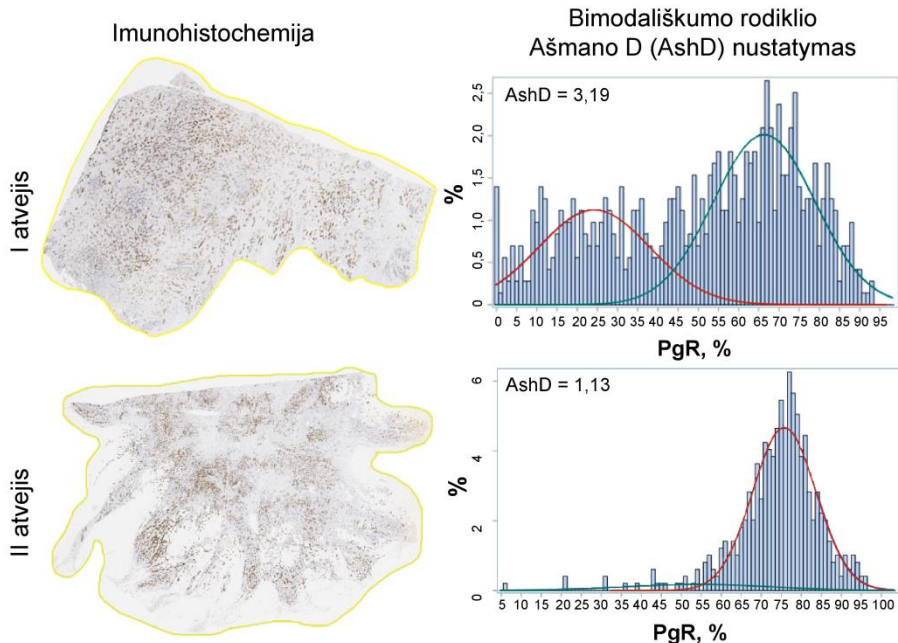 Imunohistochemija
Bimodališkumo rodiklio
Ašmano D (AshD) nustatymas
I atvejis
AshD = 3,19
%
2,5
2,0
1,5
1,0
0,5
0
0 5 10 15 20 25 30 35 40 45 50 55 60 65 70 75 80 85 95
PgR, %
II atvejis
AshD = 1,13
%
6
4
2
0
5 10 15 20 25 30 35 40 45 50 55 60 65 70 75 80 85 90 100
PgR, %